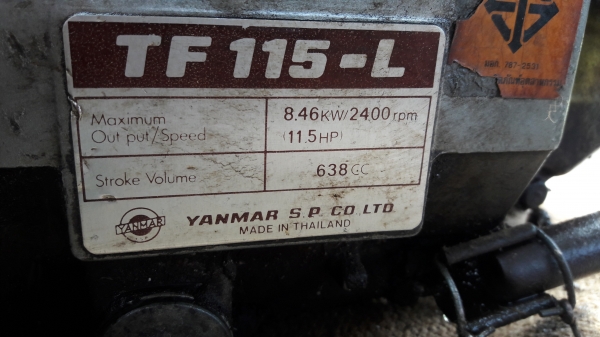 TF 115-L
Maximum
Out put/Speed
8.46KW/2400rpm
(11.5HP)
Stroke Volume
638CC
YANMAR
YANMAR S.P. CO.LTD.
MADE IN THAILAND